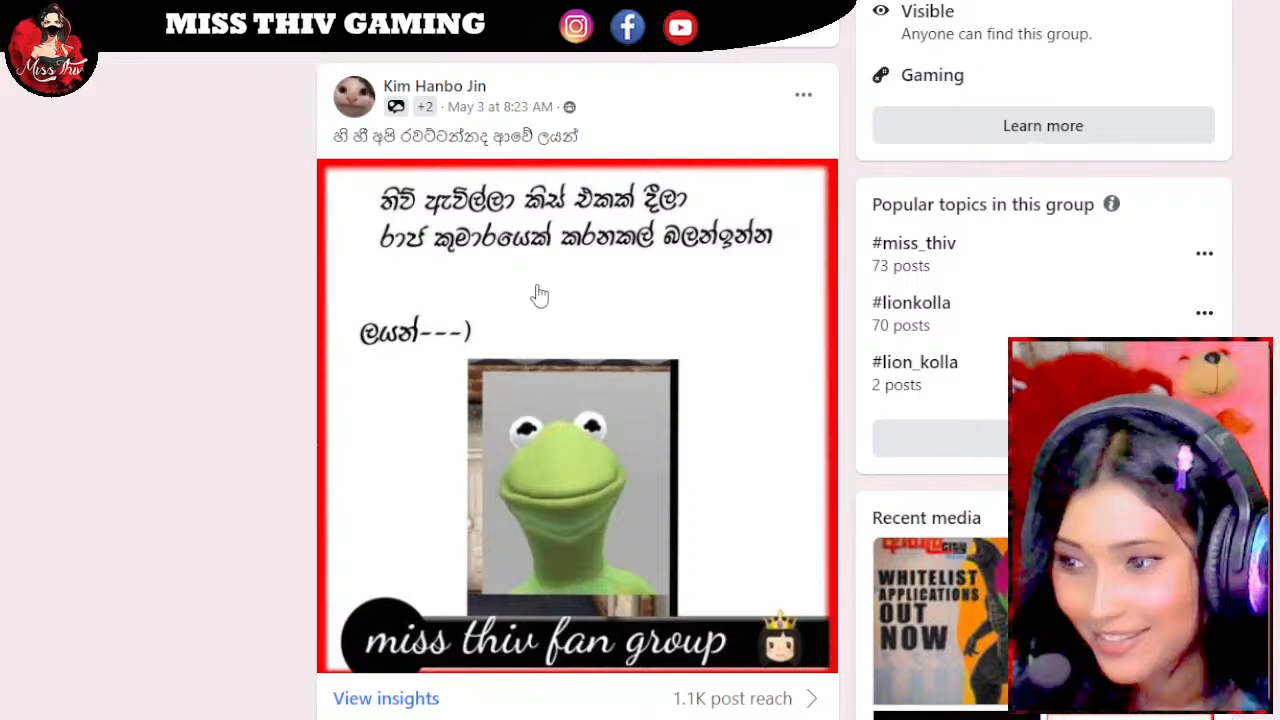 MISS THIV GAMING
Miss Thiv
Kim Hanbo Jin
+2 · May 3 at 8:23 AM ·
හි හී අපි රවට්ටන්නද ආවේ ලයන්
තිව් ඇවිල්ලා කිස් එකක් දීලා
රාජ කුමාරයෙක් කරනකල් බලන්ඉන්න
ලයන්---)
miss thiv fan group
View insights
1.1K post reach
Visible
Anyone can find this group.
Gaming
Learn more
Popular topics in this group
#miss_thiv
73 posts
#lionkolla
70 posts
#lion_kolla
2 posts
Recent media
city
WHITELIST
APPLICATIONS
OUT
NOW